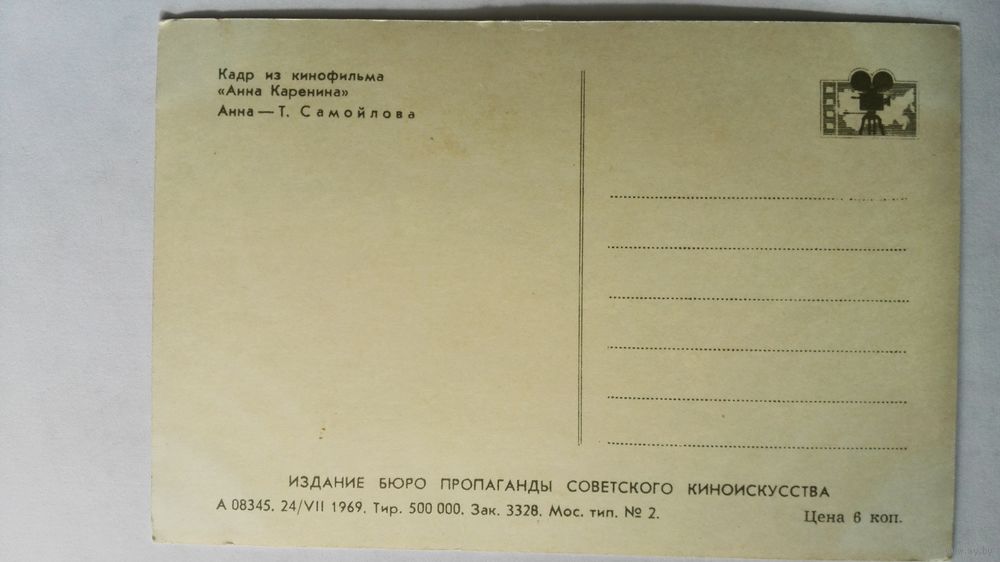 Кадр из кинофильма
«Анна Каренина»
Анна — Т. Самойлова
ИЗДАНИЕ БЮРО ПРОПАГАНДЫ СОВЕТСКОГО КИНОИСКУССТВА
А 08345. 24/VII 1969. Тир. 500 000. Зак. 3328. Мос. тип. № 2.
Цена 6 коп.